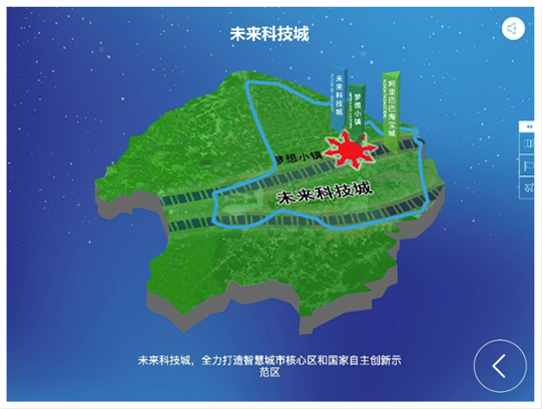 未来科技城
未来科技城
梦想小镇
阿里巴巴淘宝城
梦想小镇
未来科技城
未来科技城，全力打造智慧城市核心区和国家自主创新示
范区